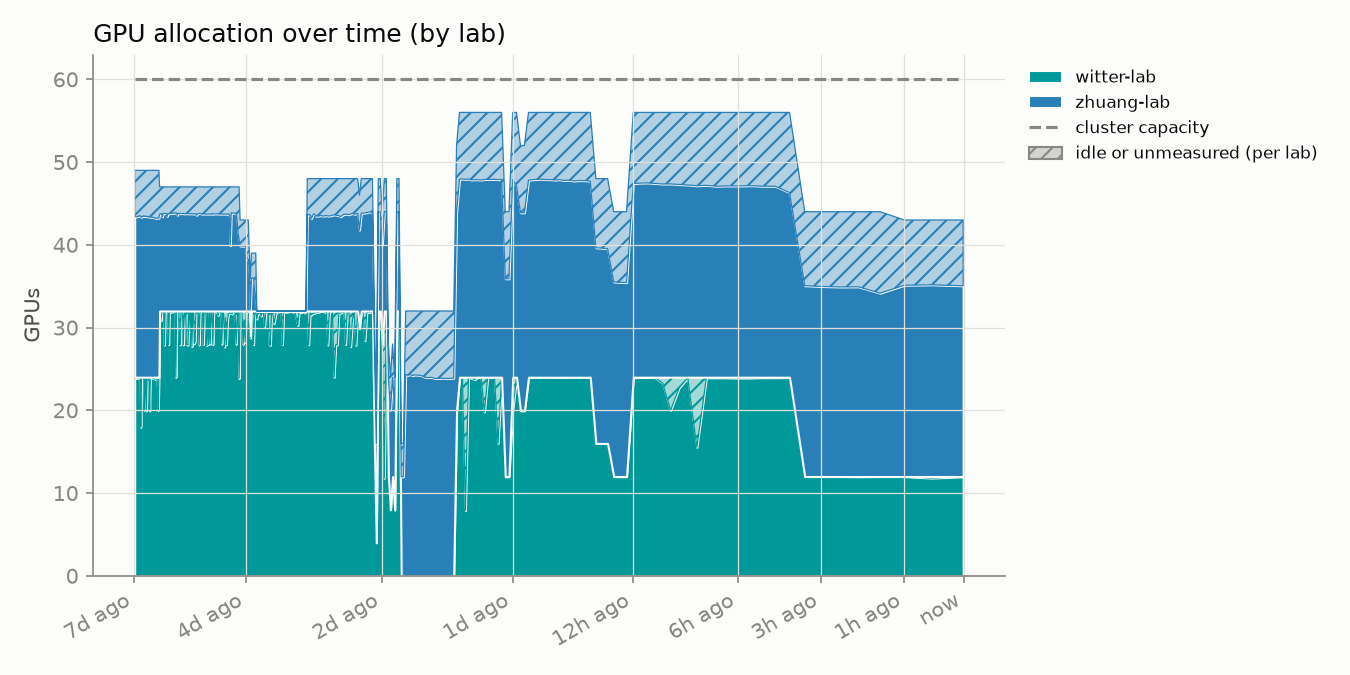 GPU allocation over time (by lab)
GPUs
60
50
40
30
20
10
0
7d ago
4d ago
2d ago
1d ago
12h ago
6h ago
3h ago
1h ago
now
witter-lab
zhuang-lab
cluster capacity
idle or unmeasured (per lab)